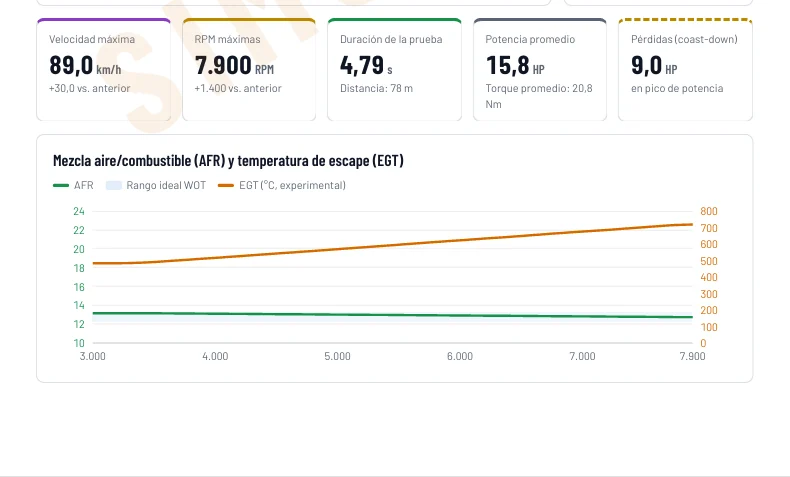 Velocidad máxima
89,0 km/h
+30,0 vs. anterior
RPM máximas
7.900 RPM
+1.400 vs. anterior
Duración de la prueba
4,79 s
Distancia: 78 m
Potencia promedio
15,8 HP
Torque promedio: 20,8
Nm
Pérdidas (coast-down)
9,0 HP
en pico de potencia
Mezcla aire/combustible (AFR) y temperatura de escape (EGT)
AFR Rango ideal WOT EGT (°C, experimental)
24 800
22 700
20 600
18 500
16 400
14 300
12 200
10 100
0
3.000 4.000 5.000 6.000 7.000 7.900